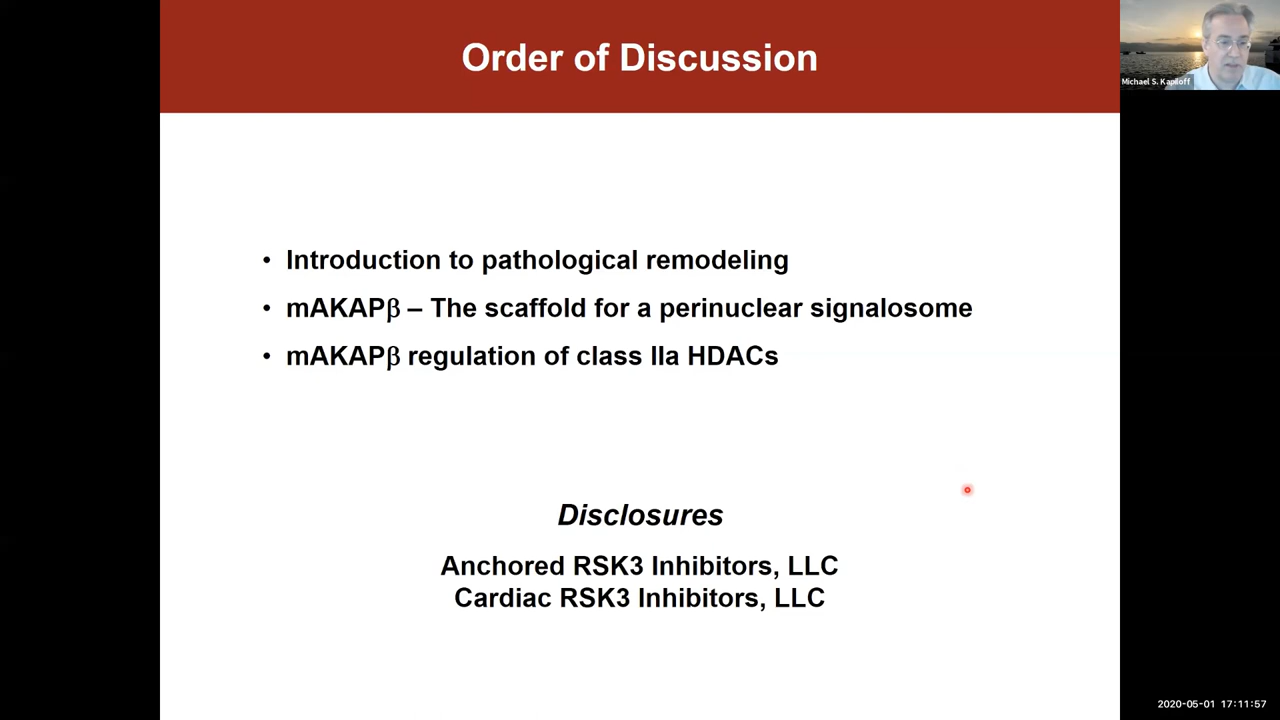 Order of Discussion
Michael S. Kapiloff
• Introduction to pathological remodeling
• mAKAPβ – The scaffold for a perinuclear signalosome
• mAKAPβ regulation of class IIa HDACs
Disclosures
Anchored RSK3 Inhibitors, LLC
Cardiac RSK3 Inhibitors, LLC
2020-05-01 17:11:57